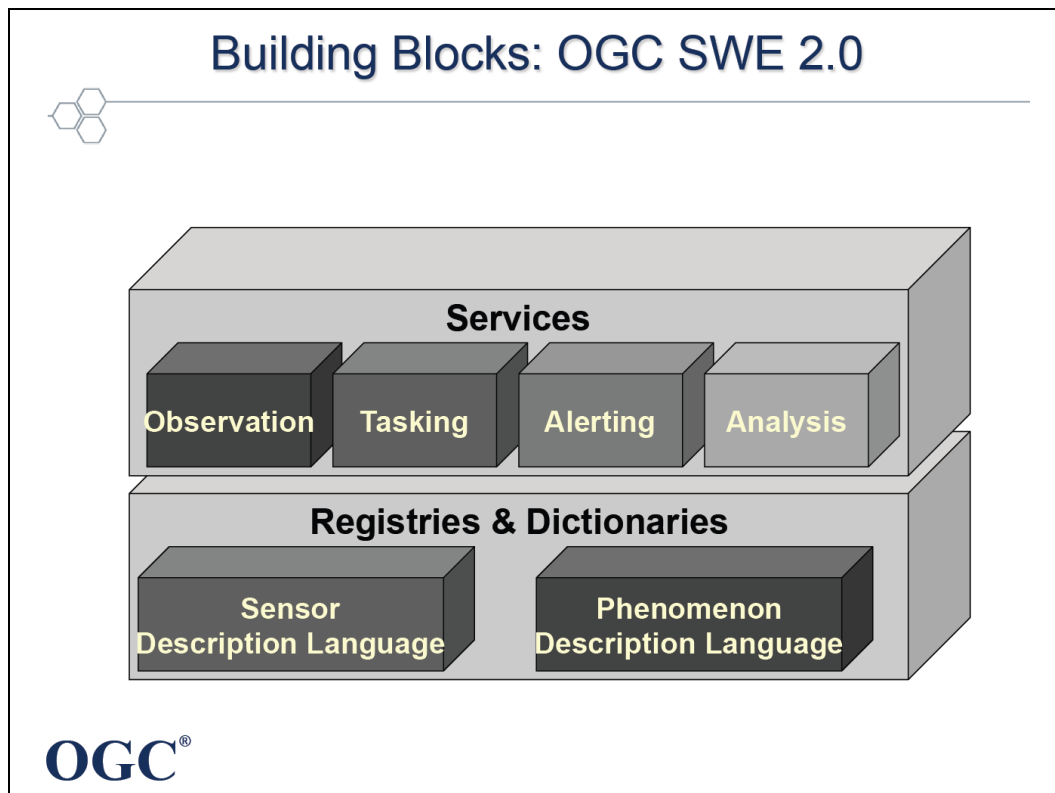 Building Blocks: OGC SWE 2.0
Services
Observation
Tasking
Alerting
Analysis
Registries & Dictionaries
Sensor
Description Language
Phenomenon
Description Language
OGC®